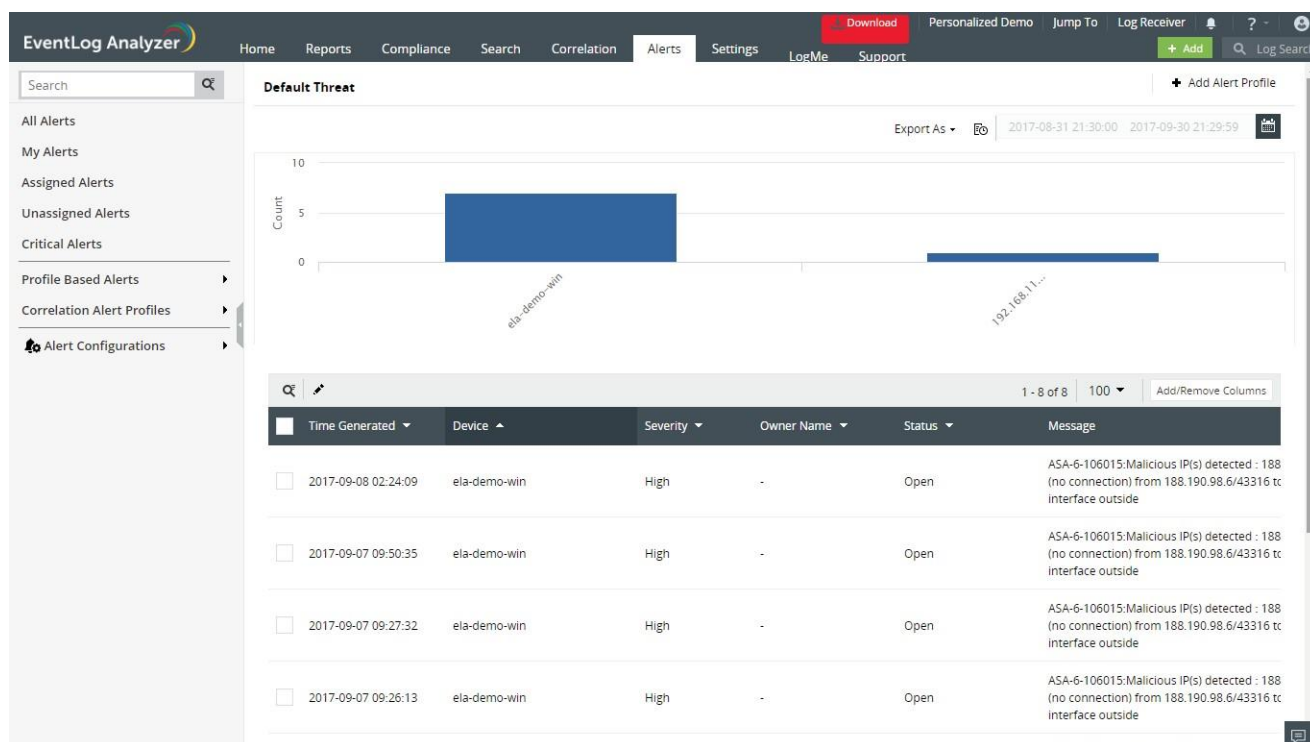 EventLog Analyzer
Download
Personalized Demo
Jump To
Log Receiver
?
Home
Reports
Compliance
Search
Correlation
Alerts
Settings
LogMe
Support
+ Add
Log Search
Search
Default Threat
+ Add Alert Profile
All Alerts
My Alerts
Assigned Alerts
Unassigned Alerts
Critical Alerts
Profile Based Alerts
Correlation Alert Profiles
Alert Configurations
Export As
2017-08-31 21:30:00 2017-09-30 21:29:59
10
5
0
Count
ela-demo-win
192.168.11...
1 - 8 of 8
100
Add/Remove Columns
Time Generated
Device
Severity
Owner Name
Status
Message
2017-09-08 02:24:09
ela-demo-win
High
-
Open
ASA-6-106015:Malicious IP(s) detected : 188
(no connection) from 188.190.98.6/43316 to
interface outside
2017-09-07 09:50:35
ela-demo-win
High
-
Open
ASA-6-106015:Malicious IP(s) detected : 188
(no connection) from 188.190.98.6/43316 to
interface outside
2017-09-07 09:27:32
ela-demo-win
High
-
Open
ASA-6-106015:Malicious IP(s) detected : 188
(no connection) from 188.190.98.6/43316 to
interface outside
2017-09-07 09:26:13
ela-demo-win
High
-
Open
ASA-6-106015:Malicious IP(s) detected : 188
(no connection) from 188.190.98.6/43316 to
interface outside